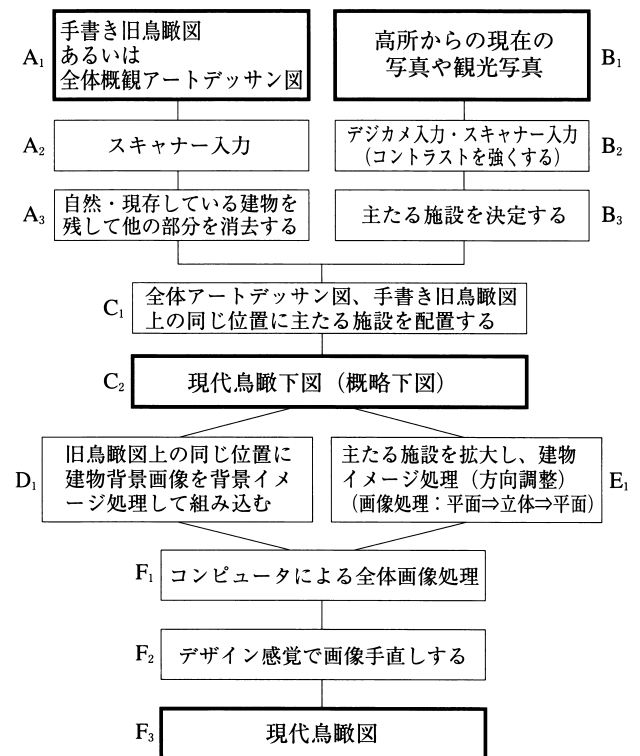 A₁
手書き旧鳥瞰図
あるいは
全体概観アートデッサン図
高所からの現在の
写真や観光写真
B₁
A₂
スキャナー入力
デジカメ入力・スキャナー入力
（コントラストを強くする）
B₂
A₃
自然・現存している建物を
残して他の部分を消去する
主たる施設を決定する
B₃
C₁
全体アートデッサン図、手書き旧鳥瞰図
上の同じ位置に主たる施設を配置する
C₂
現代鳥瞰下図（概略下図）
D₁
旧鳥瞰図上の同じ位置に
建物背景画像を背景イメ
ージ処理して組み込む
主たる施設を拡大し、建物
イメージ処理（方向調整）
（画像処理：平面⇒立体⇒平面）
E₁
F₁
コンピュータによる全体画像処理
F₂
デザイン感覚で画像手直しする
F₃
現代鳥瞰図